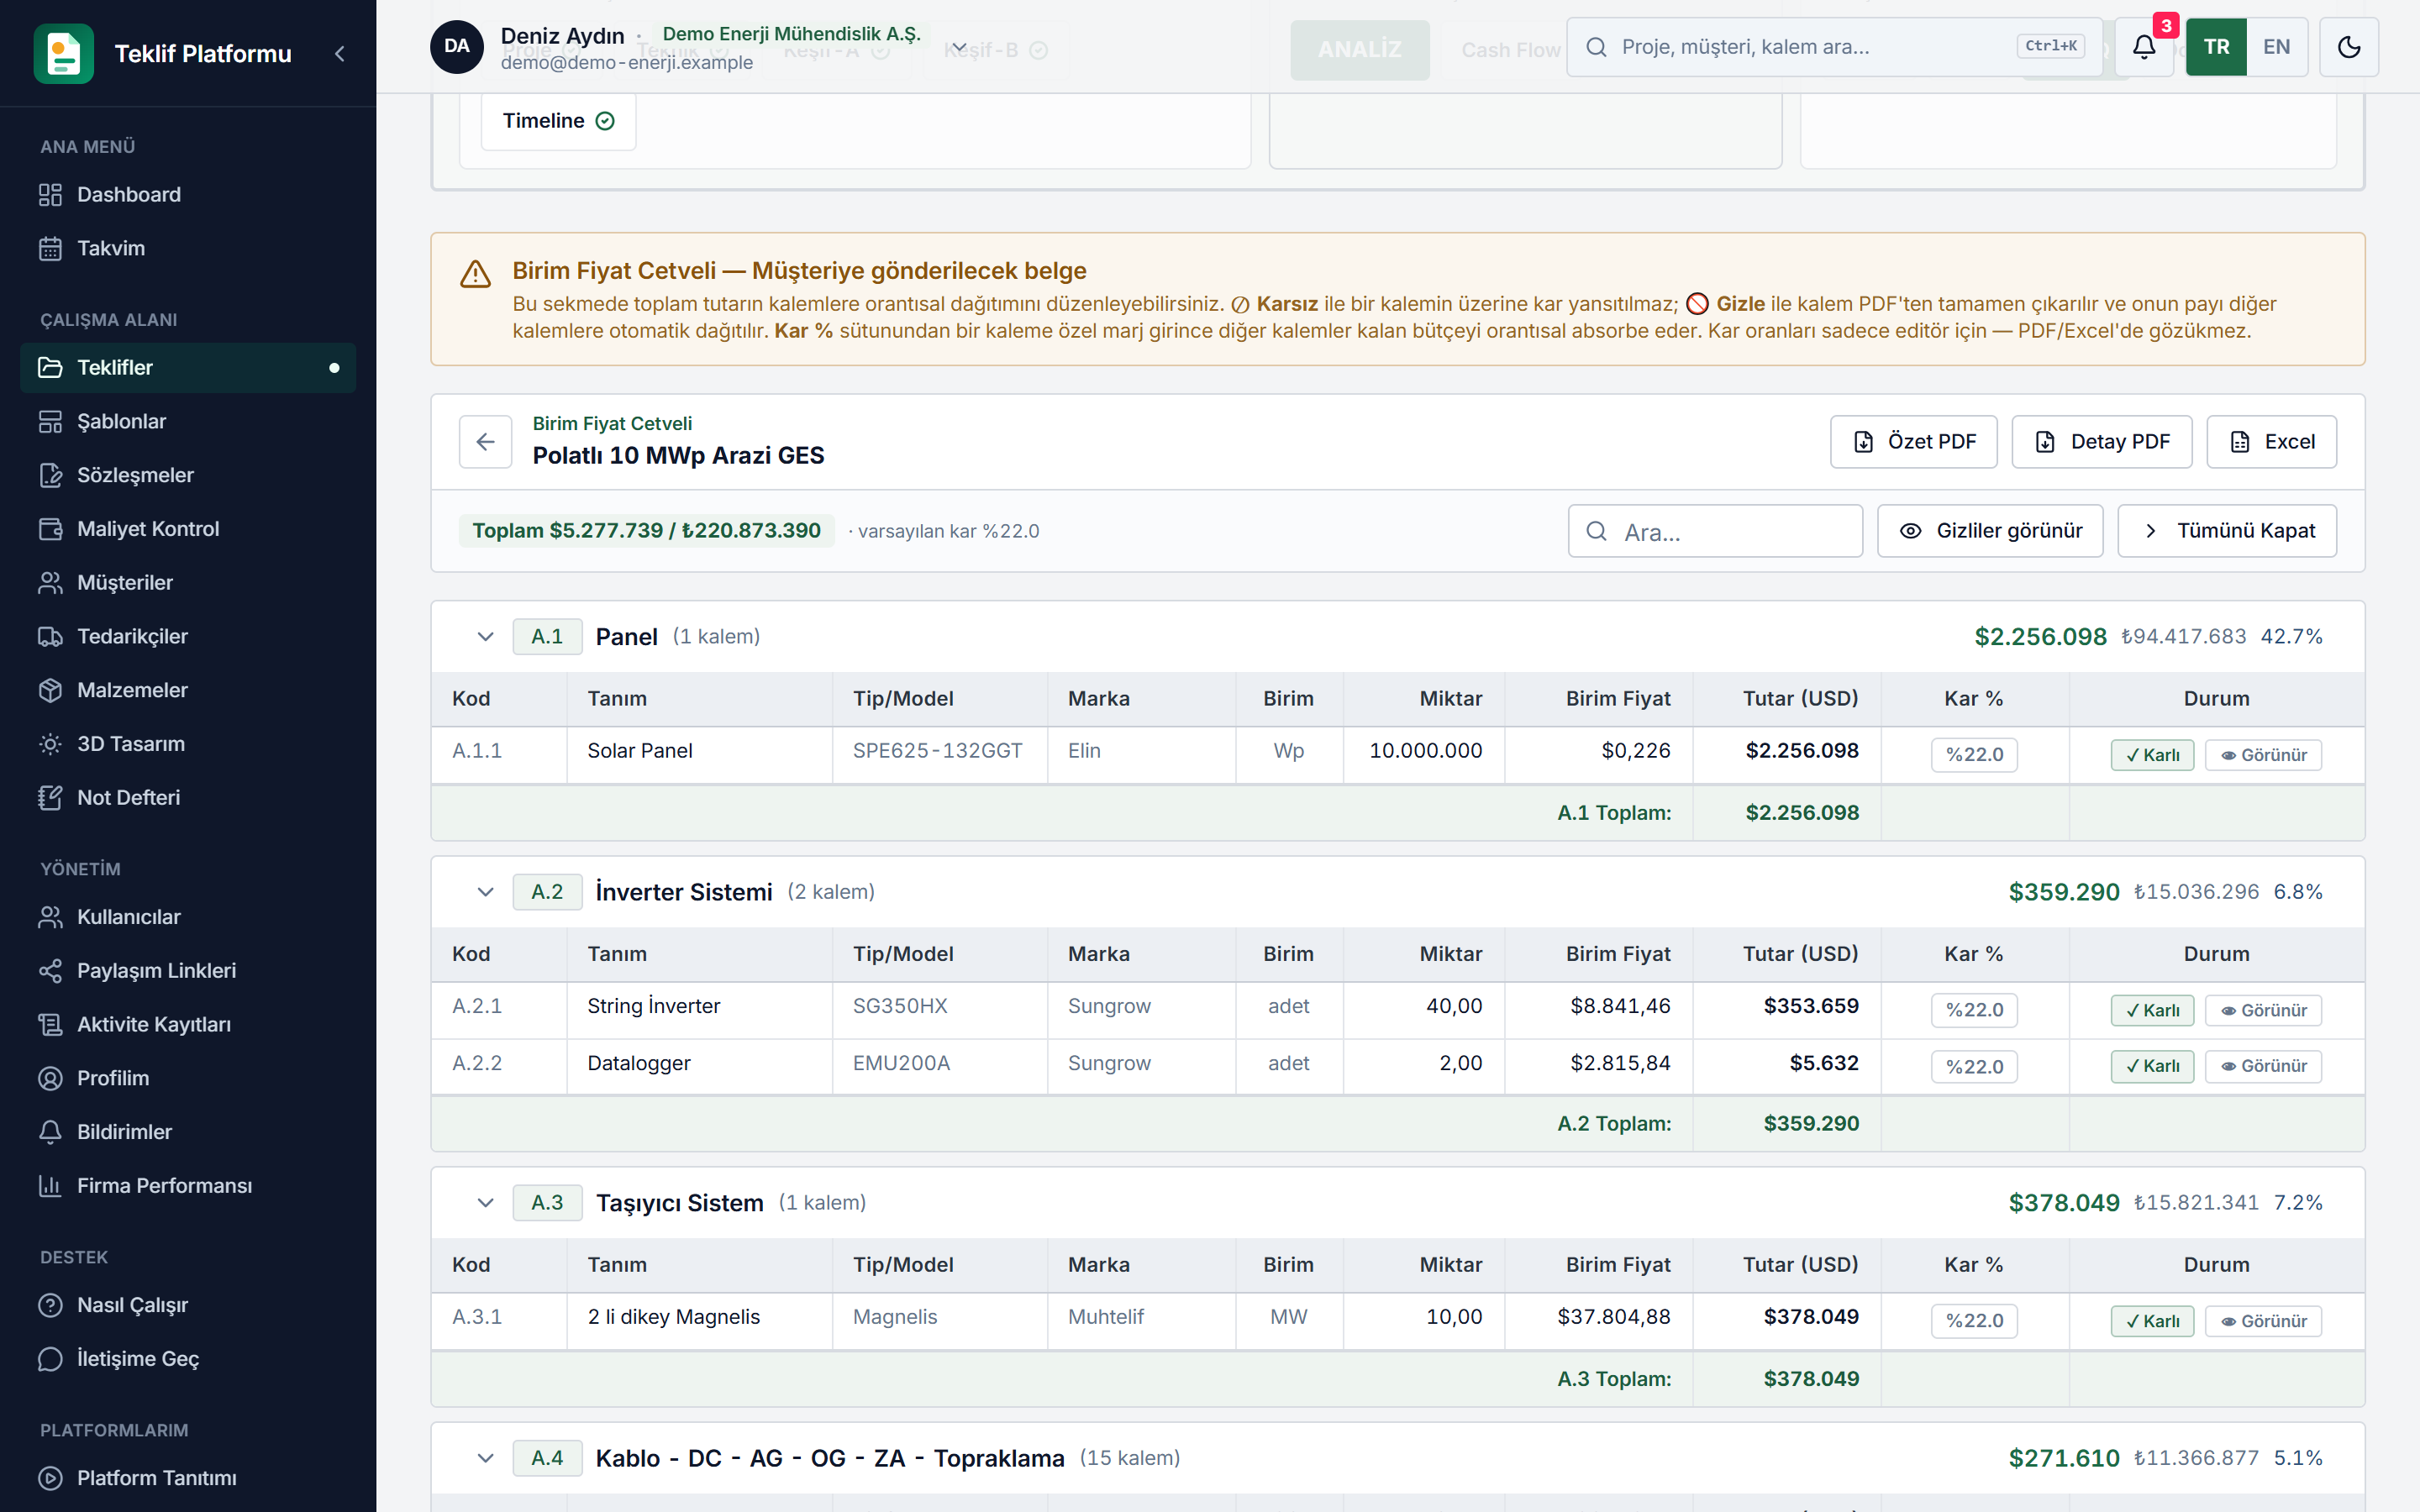 Teklif Platformu
ANA MENÜ
Dashboard
Takvim
ÇALIŞMA ALANI
Teklifler
Şablonlar
Sözleşmeler
Maliyet Kontrol
Müşteriler
Tedarikçiler
Malzemeler
3D Tasarım
Not Defteri
YÖNETİM
Kullanıcılar
Paylaşım Linkleri
Aktivite Kayıtları
Profilim
Bildirimler
Firma Performansı
DESTEK
Nasıl Çalışır
İletişime Geç
PLATFORMLARIM
Platform Tanıtımı
DA
Deniz Aydın · Demo Enerji Mühendislik A.Ş.
demo@demo-enerji.example
Keşif-A Keşif-B ANALİZ Cash Flow
Proje, müşteri, kalem ara... Ctrl+K
3
TR EN
Timeline
Birim Fiyat Cetveli — Müşteriye gönderilecek belge
Bu sekmede toplam tutarın kalemlere orantısal dağıtımını düzenleyebilirsiniz. Karsız ile bir kalemin üzerine kar yansıtılmaz; Gizle ile kalem PDF'ten tamamen çıkarılır ve onun payı diğer
kalemlere otomatik dağıtılır. Kar % sütunundan bir kaleme özel marj girince diğer kalemler kalan bütçeyi orantısal absorbe eder. Kar oranları sadece editör için — PDF/Excel'de gözükmez.
Birim Fiyat Cetveli
Polatlı 10 MWp Arazi GES
Özet PDF Detay PDF Excel
Toplam $5.277.739 / ₺220.873.390 · varsayılan kar %22.0
Ara... Gizliler görünür Tümünü Kapat
A.1 Panel (1 kalem) $2.256.098 ₺94.417.683 42.7%
Kod Tanım Tip/Model Marka Birim Miktar Birim Fiyat Tutar (USD) Kar % Durum
A.1.1 Solar Panel SPE625-132GGT Elin Wp 10.000.000 $0,226 $2.256.098 %22.0 ✓ Karlı Görünür
A.1 Toplam: $2.256.098
A.2 İnverter Sistemi (2 kalem) $359.290 ₺15.036.296 6.8%
Kod Tanım Tip/Model Marka Birim Miktar Birim Fiyat Tutar (USD) Kar % Durum
A.2.1 String İnverter SG350HX Sungrow adet 40,00 $8.841,46 $353.659 %22.0 ✓ Karlı Görünür
A.2.2 Datalogger EMU200A Sungrow adet 2,00 $2.815,84 $5.632 %22.0 ✓ Karlı Görünür
A.2 Toplam: $359.290
A.3 Taşıyıcı Sistem (1 kalem) $378.049 ₺15.821.341 7.2%
Kod Tanım Tip/Model Marka Birim Miktar Birim Fiyat Tutar (USD) Kar % Durum
A.3.1 2 li dikey Magnelis Magnelis Muhtelif MW 10,00 $37.804,88 $378.049 %22.0 ✓ Karlı Görünür
A.3 Toplam: $378.049
A.4 Kablo - DC - AG - OG - ZA - Topraklama (15 kalem) $271.610 ₺11.366.877 5.1%